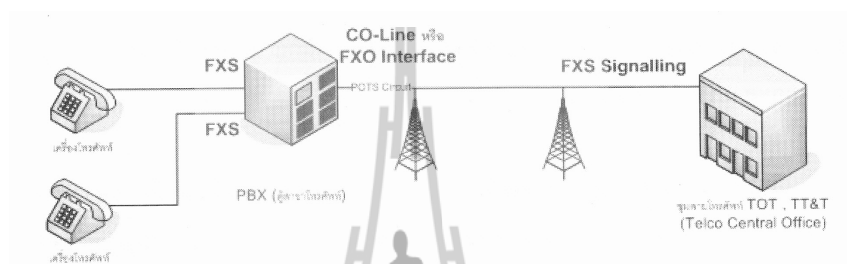 CO-Line หรือ
FXO Interface
FXS
FXS Signalling
POTS Circuit
FXS
เครื่องโทรศัพท์
PBX (ตู้สาขาโทรศัพท์)
ชุมสายโทรศัพท์ TOT , TT&T
(Telco Central Office)
เครื่องโทรศัพท์